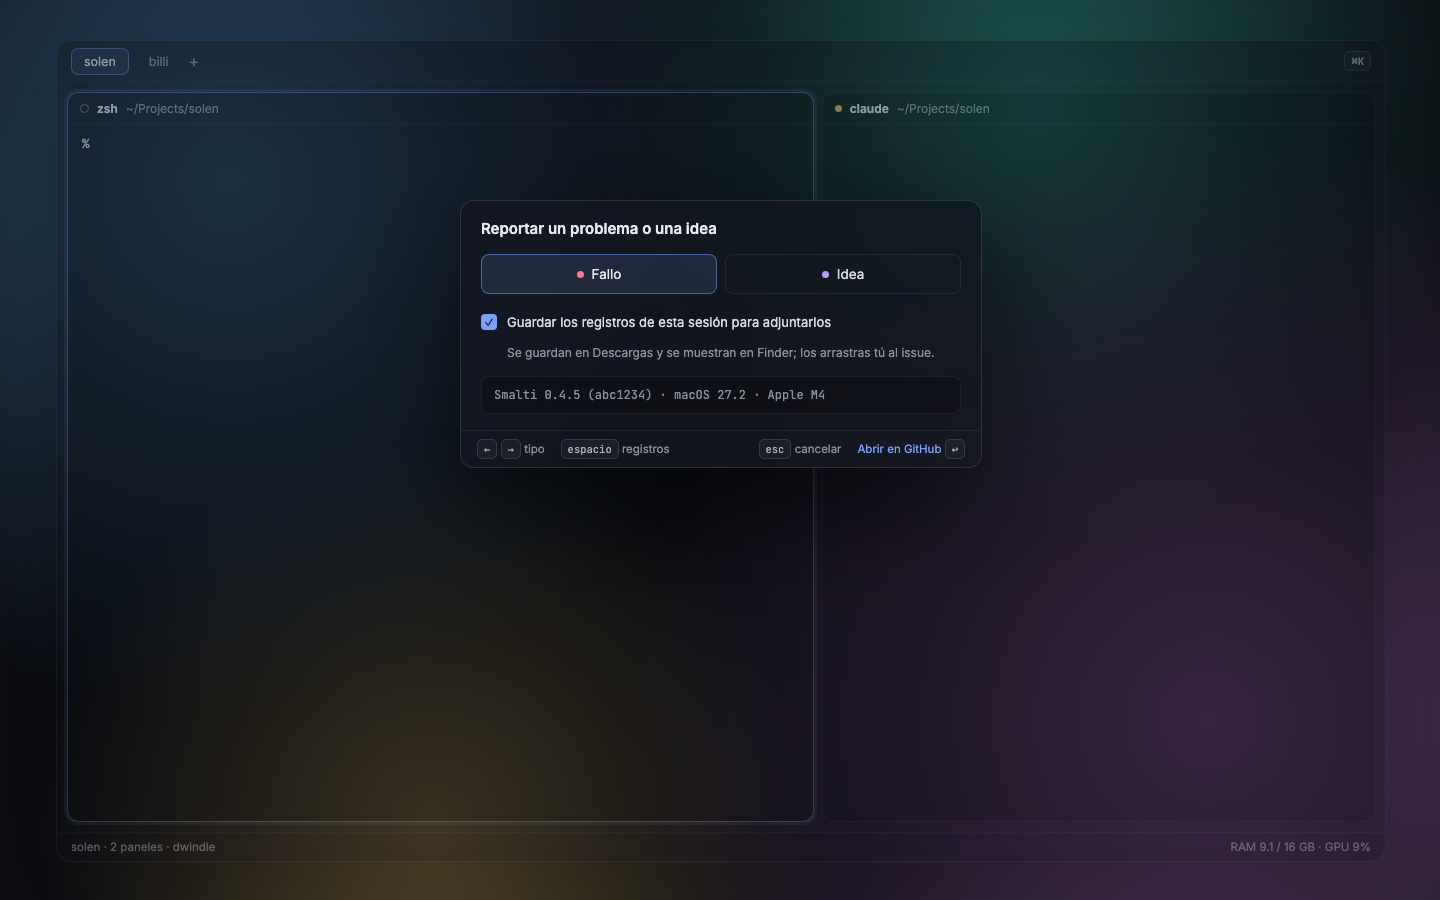 solen billi + ⌘K
zsh ~/Projects/solen
claude ~/Projects/solen
%
Reportar un problema o una idea
Fallo
Idea
Guardar los registros de esta sesión para adjuntarlos
Se guardan en Descargas y se muestran en Finder; los arrastras tú al issue.
Smalti 0.4.5 (abc1234) · macOS 27.2 · Apple M4
← → tipo espacio registros esc cancelar Abrir en GitHub ↵
solen · 2 paneles · dwindle
RAM 9.1 / 16 GB · GPU 9%